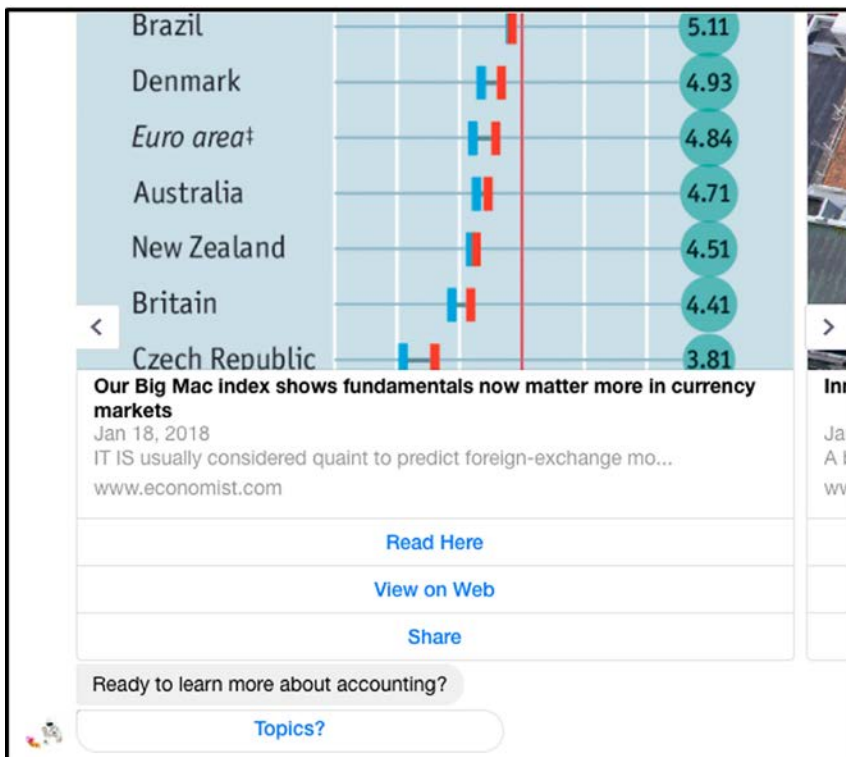 Brazil 5.11
Denmark 4.93
Euro area‡ 4.84
Australia 4.71
New Zealand 4.51
Britain 4.41
Czech Republic 3.81
<
>
Our Big Mac index shows fundamentals now matter more in currency
markets
Jan 18, 2018
IT IS usually considered quaint to predict foreign-exchange mo...
www.economist.com
Read Here
View on Web
Share
Ready to learn more about accounting?
Topics?